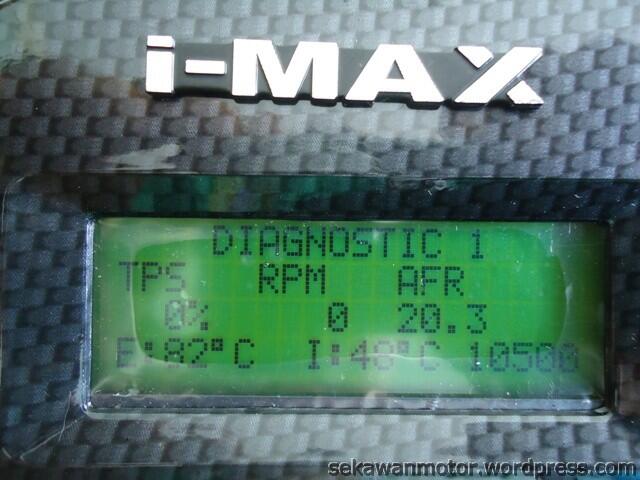 i-MAX
DIAGNOSTIC 1
TPS RPM AFR
0% 0 20.3
E:82°C I:48°C 10500
sekawanmotor.wordpress.com